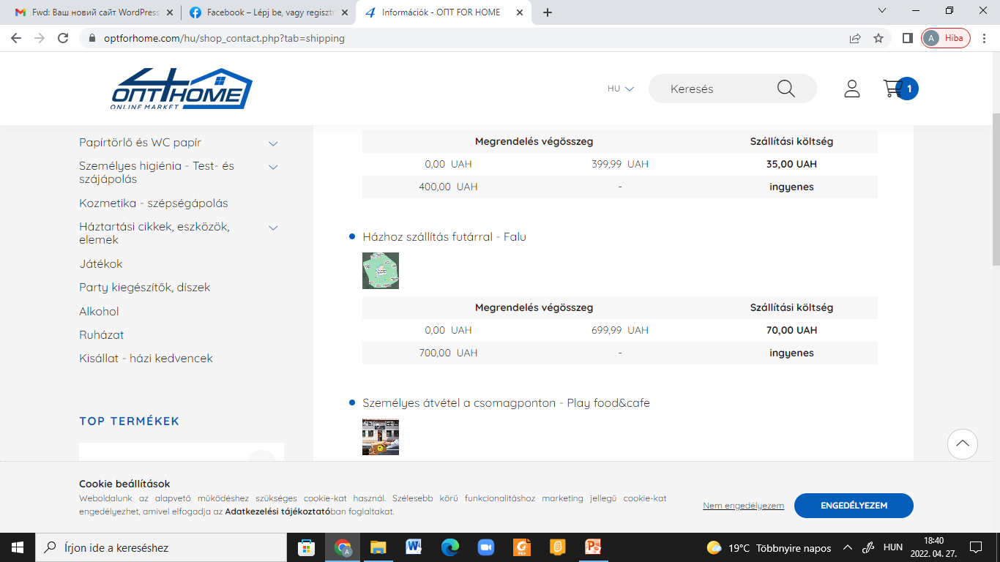 Fwd: Ваш новий сайт WordPress
Facebook – Lépj be, vagy regisztr
Információk - ОПТ FOR HOME
optforhome.com/hu/shop_contact.php?tab=shipping
A Hiba
ОПТ4HOME
ONLINE MARKET
HU
Keresés
1
Papírtörlő és WC papír
Személyes higiénia - Test- és
szájápolás
Kozmetika - szépségápolás
Háztartási cikkek, eszközök,
elemek
Játékok
Party kiegészítők, díszek
Alkohol
Ruházat
Kisállat - házi kedvencek
TOP TERMÉKEK
Megrendelés végösszeg Szállítási költség
0,00 UAH 399,99 UAH 35,00 UAH
400,00 UAH - ingyenes
Házhoz szállítás futárral - Falu
Megrendelés végösszeg Szállítási költség
0,00 UAH 699,99 UAH 70,00 UAH
700,00 UAH - ingyenes
Személyes átvétel a csomagponton - Play food&cafe
Cookie beállítások
Weboldalunk az alapvető működéshez szükséges cookie-kat használ. Szélesebb körű funkcionalitáshoz marketing jellegű cookie-kat
engedélyezhet, amivel elfogadja az Adatkezelési tájékoztatóban foglaltakat.
Nem engedélyezem
ENGEDÉLYEZEM
Írjon ide a kereséshez
19°C Többnyire napos
HUN
18:40
2022. 04. 27.